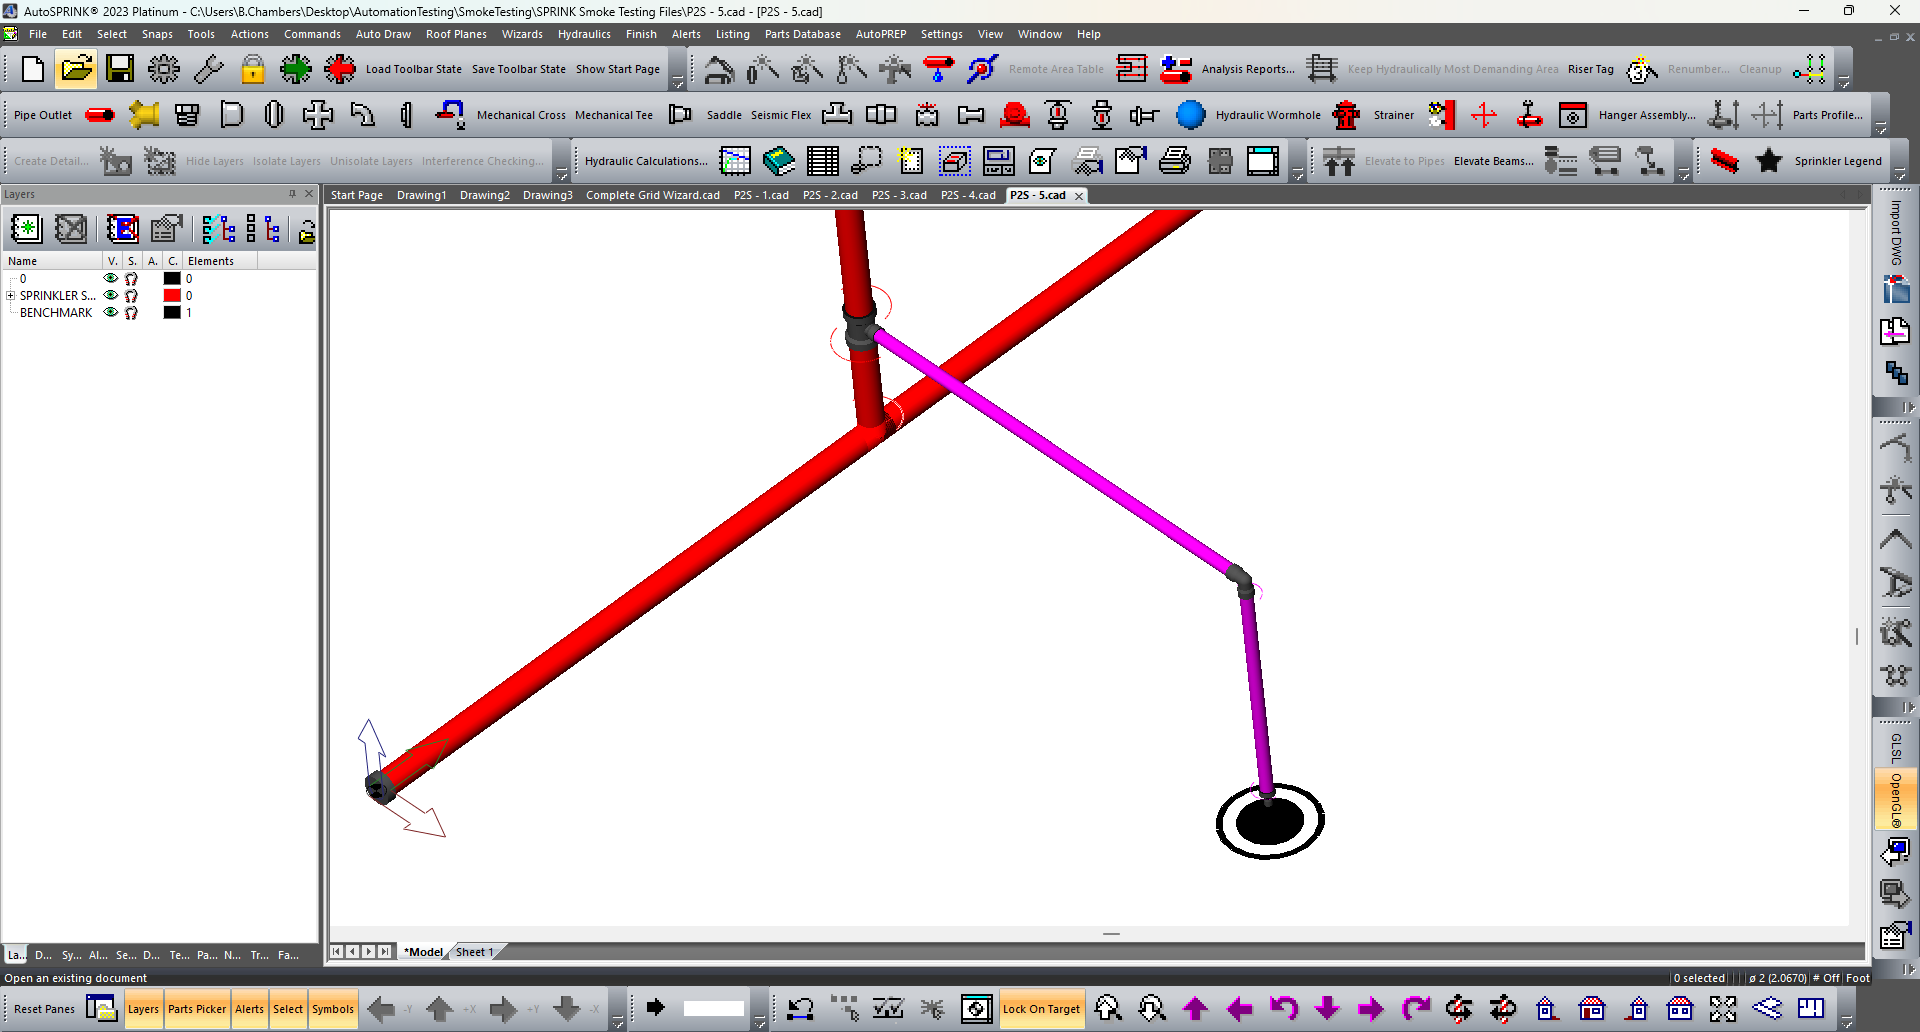 AutoSPRINK® 2023 Platinum - C:\Users\B.Chambers\Desktop\AutomationTesting\SmokeTesting\SPRINK Smoke Testing Files\P2S - 5.cad - [P2S - 5.cad]
File Edit Select Snaps Tools Actions Commands Auto Draw Roof Planes Wizards Hydraulics Finish Alerts Listing Parts Database AutoPREP Settings View Window Help
Load Toolbar State Save Toolbar State Show Start Page Remote Area Table Analysis Reports... Keep Hydraulically Most Demanding Area Riser Tag Renumber... Cleanup
Pipe Outlet Mechanical Cross Mechanical Tee Saddle Seismic Flex Hydraulic Wormhole Strainer Hanger Assembly... Parts Profile...
Create Detail... Hide Layers Isolate Layers Unisolate Layers Interference Checking... Hydraulic Calculations... Elevate to Pipes Elevate Beams... Sprinkler Legend
Layers
Start Page Drawing1 Drawing2 Drawing3 Complete Grid Wizard.cad P2S - 1.cad P2S - 2.cad P2S - 3.cad P2S - 4.cad P2S - 5.cad
Name V. S. A. C. Elements
0 0
SPRINKLER S... 0
BENCHMARK 1
Import DWG
GLSL
OpenGL®
*Model Sheet 1
La... D... Sy... Al... Se... D... Te... Pa... N... Tr... Fa...
Open an existing document
0 selected ø 2 (2.0670) # Off Foot
Reset Panes Layers Parts Picker Alerts Select Symbols -Y +X +Y -X Lock On Target